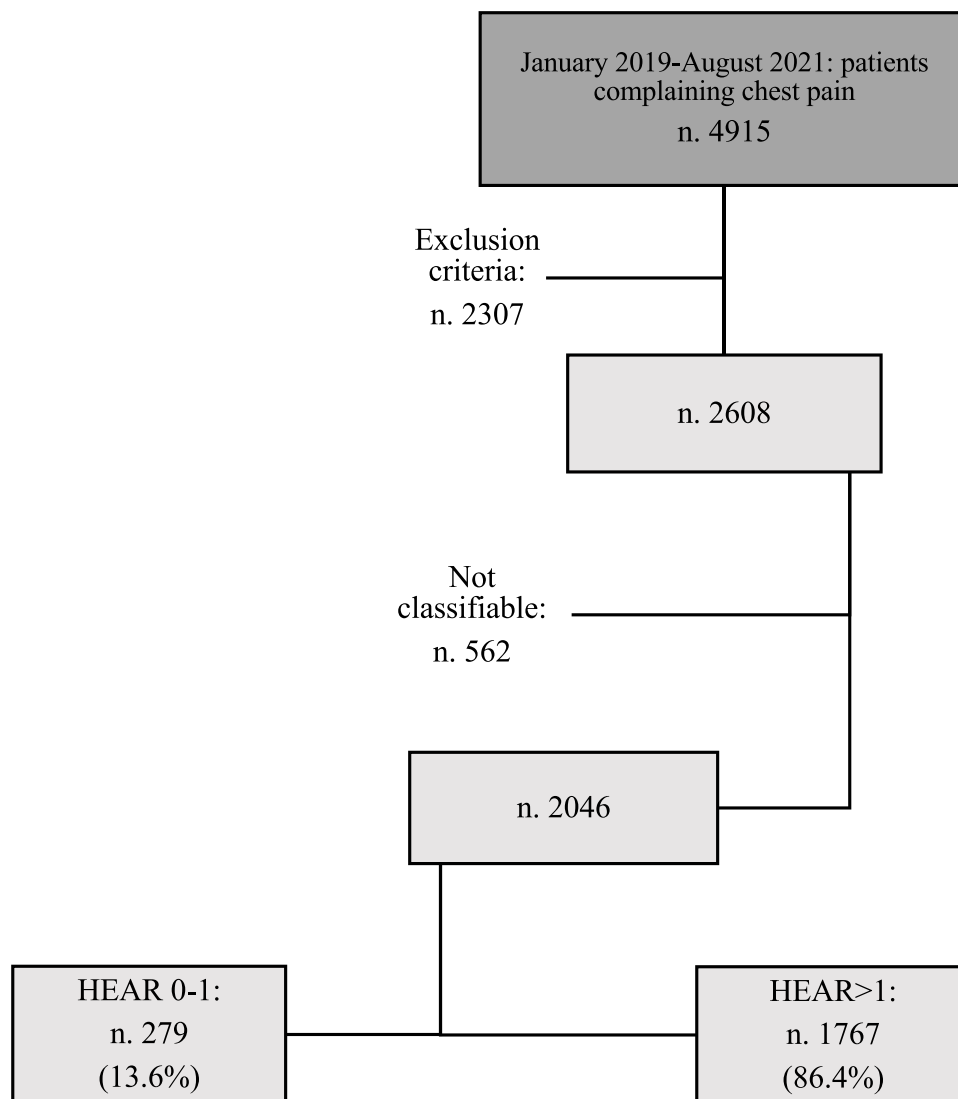 January 2019-August 2021: patients
complaining chest pain
n. 4915
Exclusion
criteria:
n. 2307
n. 2608
Not
classifiable:
n. 562
n. 2046
HEAR 0-1:
n. 279
(13.6%)
HEAR>1:
n. 1767
(86.4%)